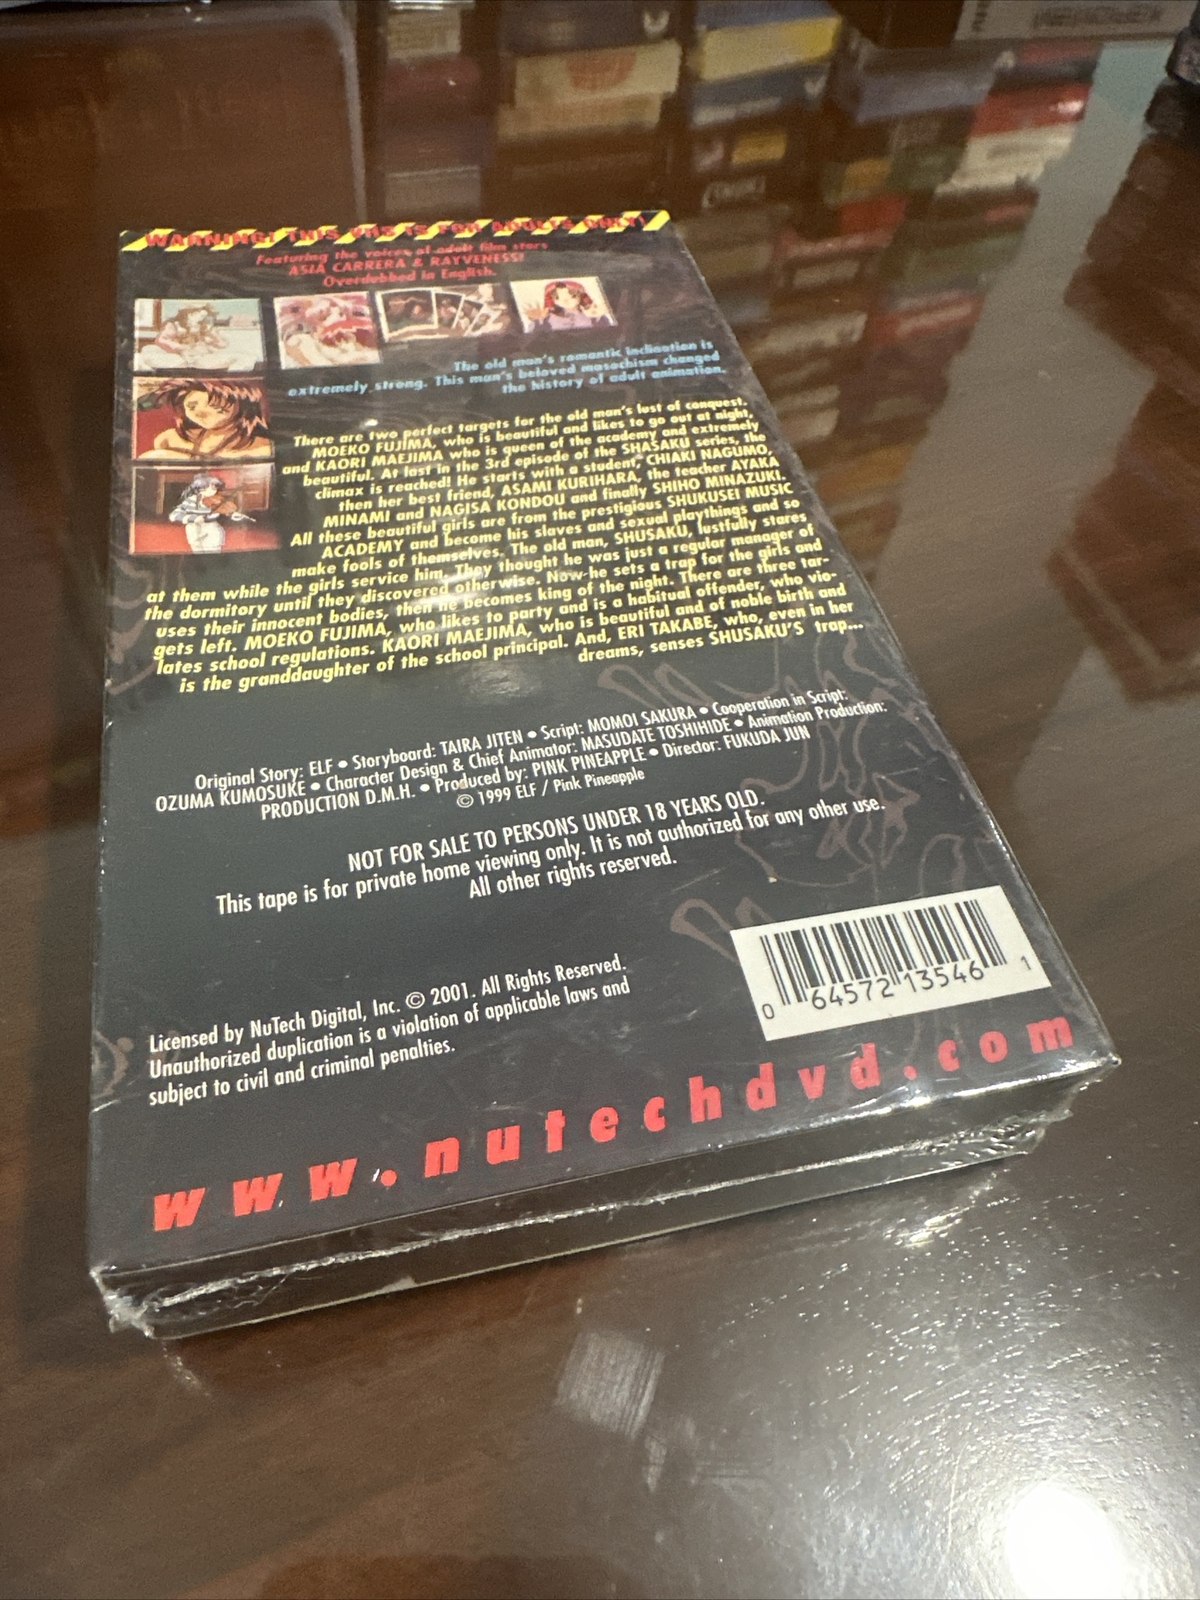 WARNING! THIS VHS IS FOR ADULTS ONLY!
Featuring the voices of adult film stars
ASIA CARRERA & RAYVENESS!
Overdubbed in English.
The old man's romantic inclination is
extremely strong. This man's beloved masochism changed
the history of adult animation.
There are two perfect targets for the old man's lust of conquest.
MOEKO FUJIMA, who is beautiful and likes to go out at night,
and KAORI MAEJIMA, who is queen of the academy and extremely
beautiful. At last in the 3rd episode of the SHASAKU series, the
climax is reached! He starts with a student, CHIAKI NAGUMO,
then her best friend, ASAMI KURIHARA, the teacher AYAKA
MINAMI and NAGISA KONDOU and finally SHIHO MINAZUKI.
All these beautiful girls are from the prestigious SHUKUSEI MUSIC
ACADEMY and become his slaves and sexual playthings and so
make fools of themselves. The old man, SHUSAKU, lustfully stares
at them while the girls service him. They thought he was just a regular manager of
the dormitory until they discovered otherwise. Now he sets a trap for the girls and
uses their innocent bodies, then he becomes king of the night. There are three tar-
gets left. MOEKO FUJIMA, who likes to party and is a habitual offender, who vio-
lates school regulations. KAORI MAEJIMA, who is beautiful and of noble birth and
is the granddaughter of the school principal. And, ERI TAKABE, who, even in her
dreams, senses SHUSAKU'S trap...
Original Story: ELF • Storyboard: TAIRA JITEN • Script: MOMOI SAKURA • Cooperation in Script:
OZUMA KUMOSUKE • Character Design & Chief Animator: MASUDATE TOSHIHIDE • Animation Production:
PRODUCTION D.M.H. • Produced by: PINK PINEAPPLE • Director: FUKUDA JUN
© 1999 ELF / Pink Pineapple
NOT FOR SALE TO PERSONS UNDER 18 YEARS OLD.
This tape is for private home viewing only. It is not authorized for any other use.
All other rights reserved.
Licensed by NuTech Digital, Inc. © 2001. All Rights Reserved.
Unauthorized duplication is a violation of applicable laws and
subject to civil and criminal penalties.
0 64572 13546 1
www.nutechdvd.com